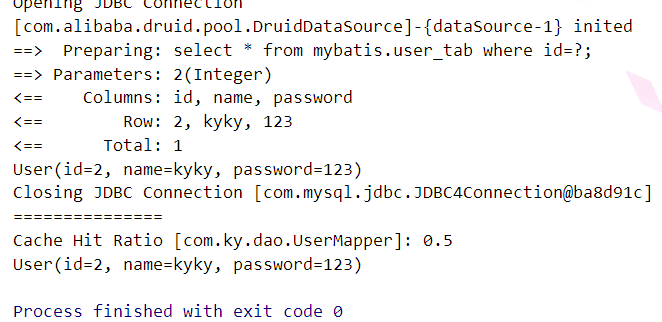 Opening JDBC Connection
[com.alibaba.druid.pool.DruidDataSource]-{dataSource-1} inited
==>  Preparing: select * from mybatis.user_tab where id=?;
==> Parameters: 2(Integer)
<==    Columns: id, name, password
<==        Row: 2, kyky, 123
<==      Total: 1
User(id=2, name=kyky, password=123)
Closing JDBC Connection [com.mysql.jdbc.JDBC4Connection@ba8d91c]
===============
Cache Hit Ratio [com.ky.dao.UserMapper]: 0.5
User(id=2, name=kyky, password=123)
Process finished with exit code 0